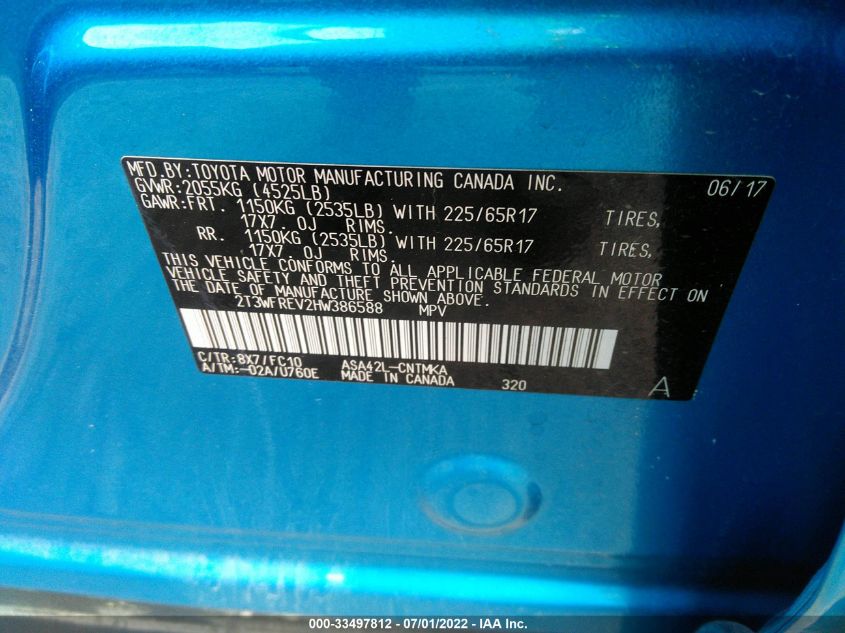 MFD.BY:TOYOTA MOTOR MANUFACTURING CANADA INC. 06/17
GVWR:2055KG (4525LB)
GAWR:FRT. 1150KG (2535LB) WITH 225/65R17 TIRES,
17X7.0J RIMS.
RR. 1150KG (2535LB) WITH 225/65R17 TIRES,
17X7.0J RIMS.
THIS VEHICLE CONFORMS TO ALL APPLICABLE FEDERAL MOTOR
VEHICLE SAFETY AND THEFT PREVENTION STANDARDS IN EFFECT ON
THE DATE OF MANUFACTURE SHOWN ABOVE.
2T3WFREV2HW386588 MPV
C/TR:8X7/FC10 ASA42L-CNTMKA
A/TM:-02A/U760E MADE IN CANADA 320 A
000-33497812 - 07/01/2022 - IAA Inc.